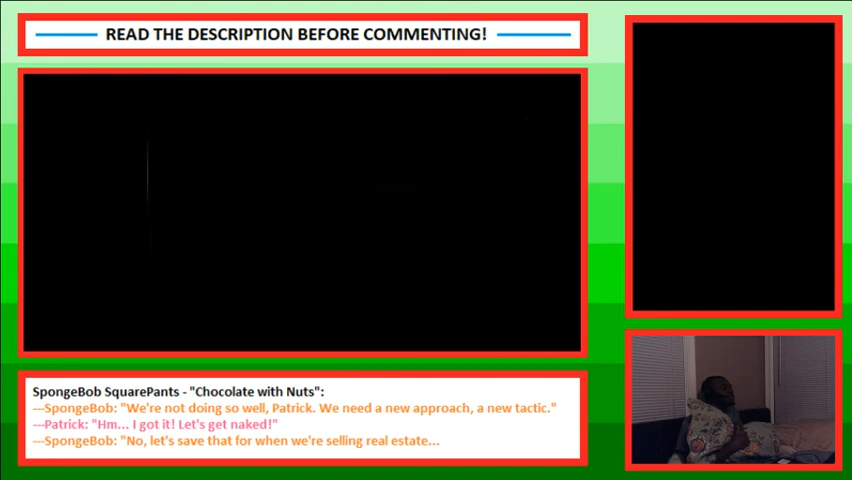 READ THE DESCRIPTION BEFORE COMMENTING!
SpongeBob SquarePants - "Chocolate with Nuts":
---SpongeBob: "We're not doing so well, Patrick. We need a new approach, a new tactic."
---Patrick: "Hm... I got it! Let's get naked!"
---SpongeBob: "No, let's save that for when we're selling real estate...